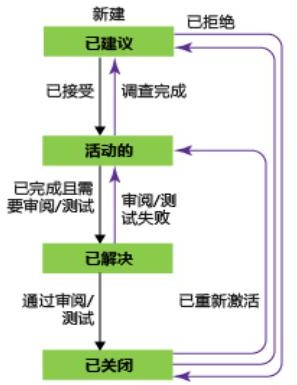 新建
已拒绝
已建议
已接受
调查完成
活动的
已完成且需
要审阅/测试
审阅/测
试失败
已解决
通过审阅/
测试
已重新激活
已关闭